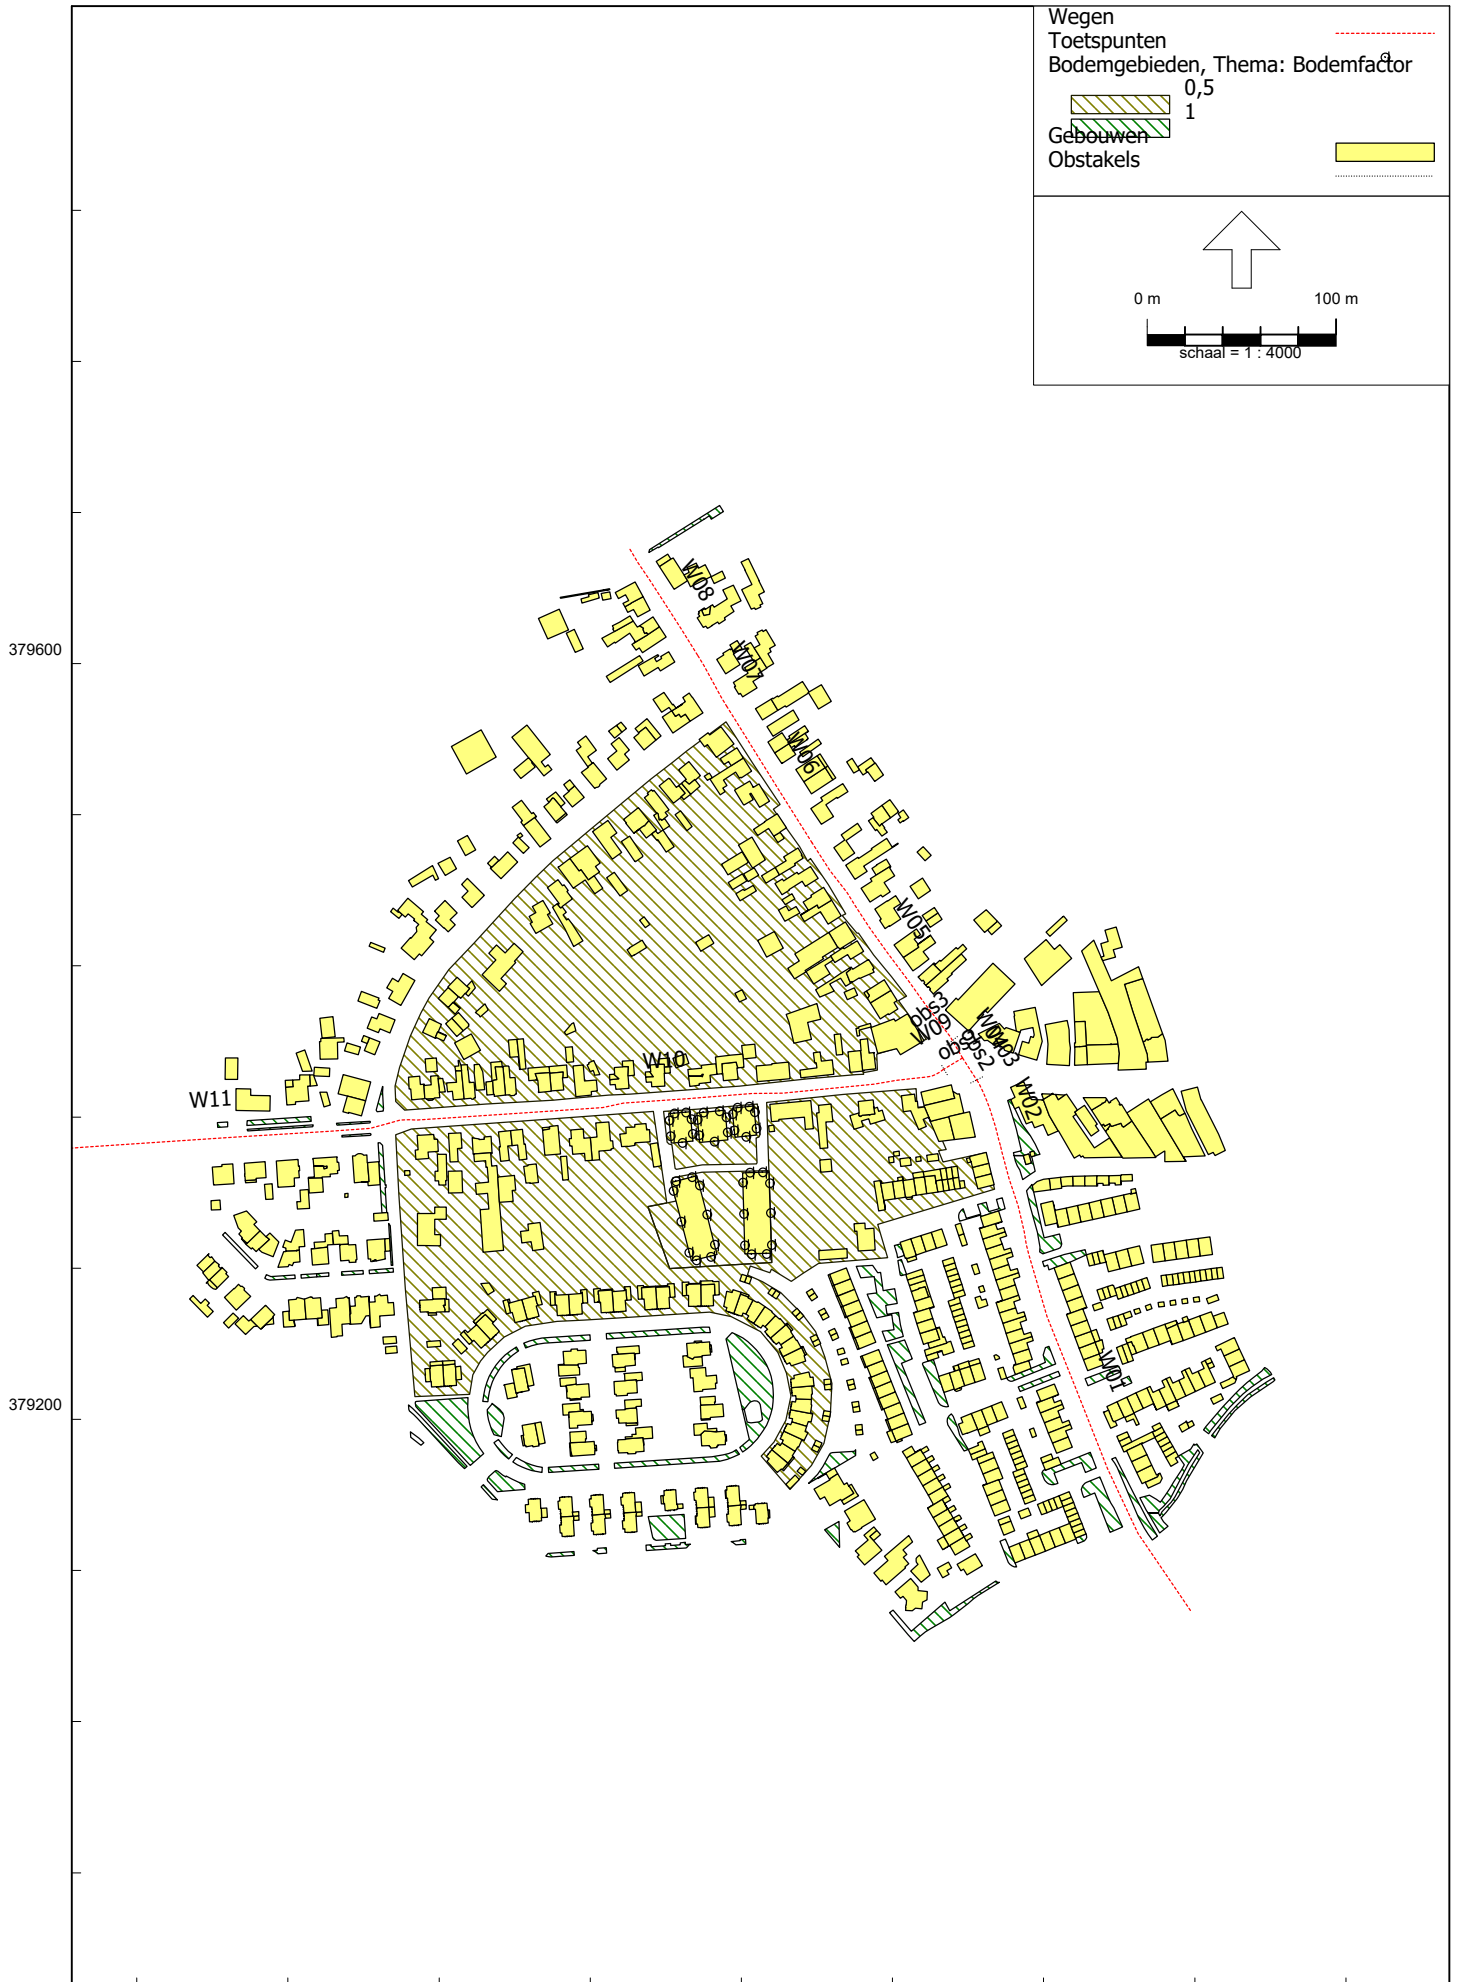 Wegen
Toetspunten
Bodemgebieden, Thema: Bodemfactor
0,5
1
Gebouwen
Obstakels
0 m 100 m
schaal = 1 : 4000
W08
379600
W07
W06
W05
obs3
W09
W04
W03
obs2
W10
W02
W11
W01
379200